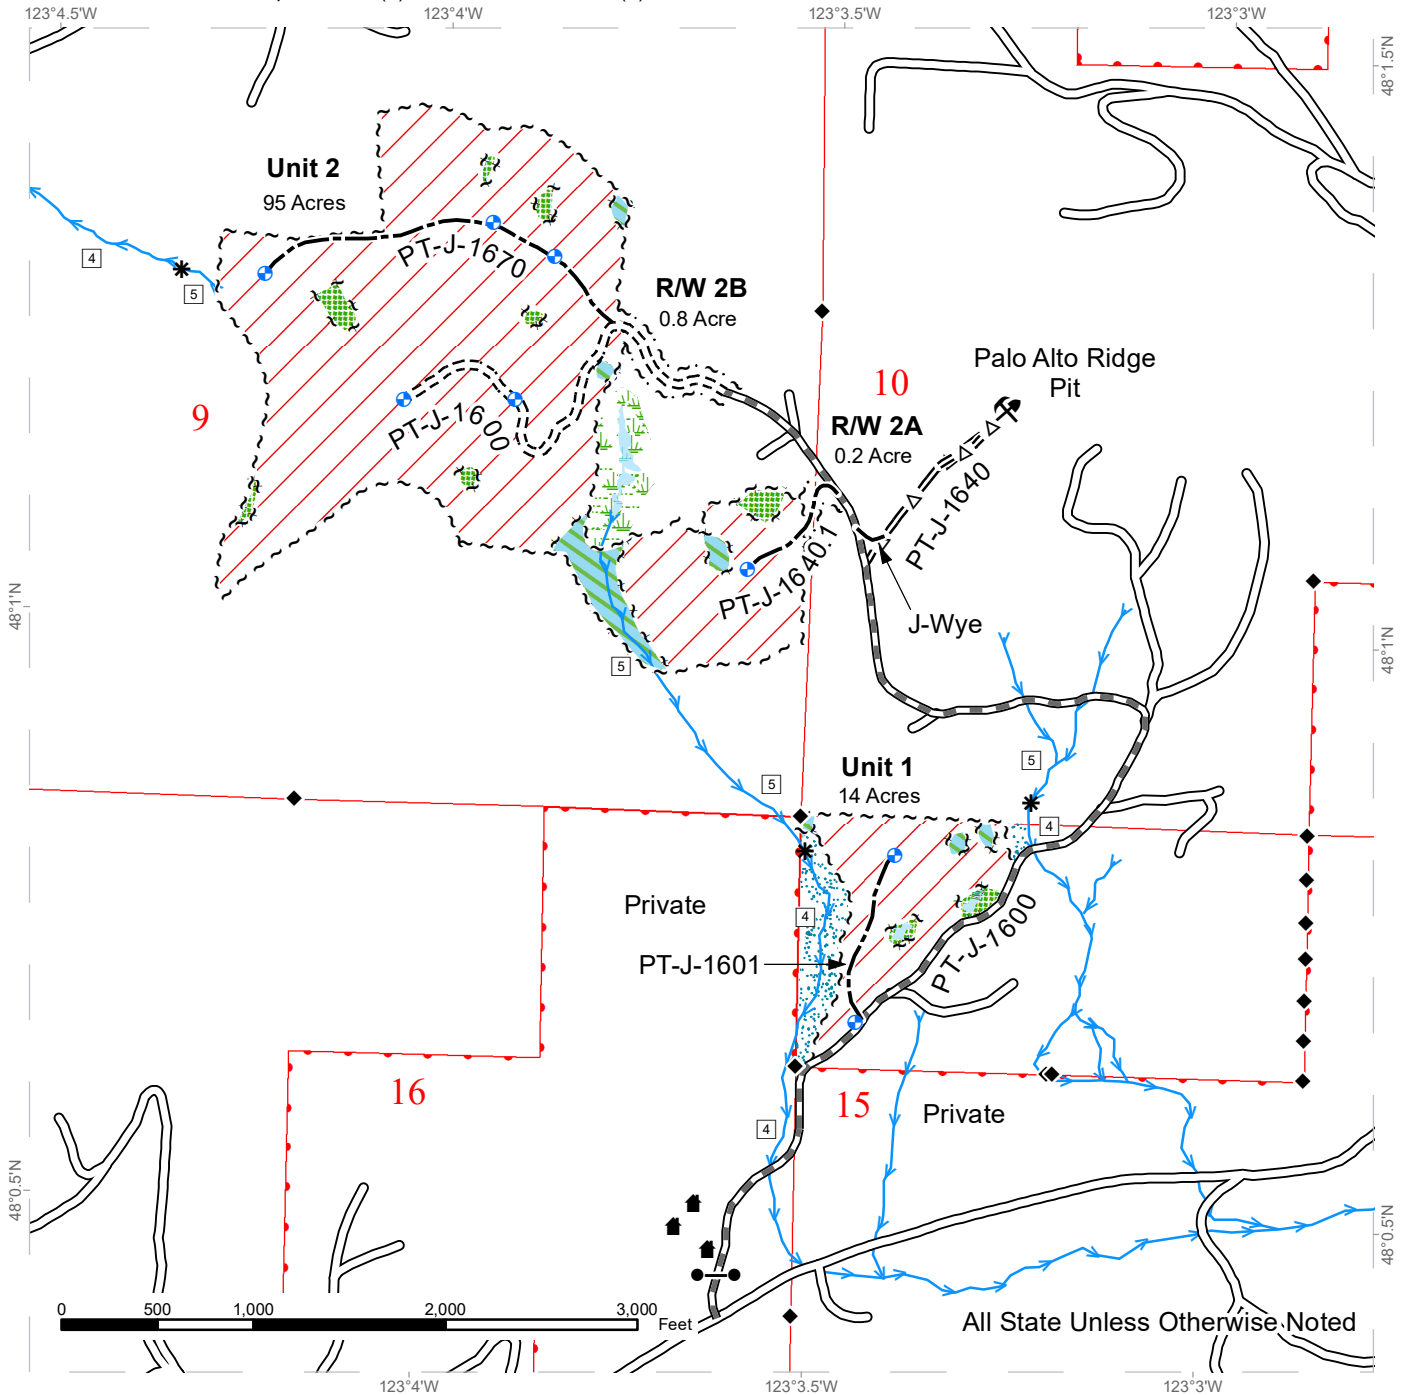 123°4.5'W
123°4'W
123°3.5'W
123°3'W
48°1.5'N
Unit 2
95 Acres
4
5
PT-J-1670
R/W 2B
0.8 Acre
Palo Alto Ridge
Pit
10
9
R/W 2A
0.2 Acre
PT-J-1600
PT-J-1640
PT-J-1640.1
J-Wye
48°1'N
48°1'N
5
5
5
Unit 1
14 Acres
4
Private
4
PT-J-1601
PT-J-1600
16
15
Private
4
48°0.5'N
48°0.5'N
0
500
1,000
2,000
3,000
Feet
All State Unless Otherwise Noted
123°4'W
123°3.5'W
123°3'W